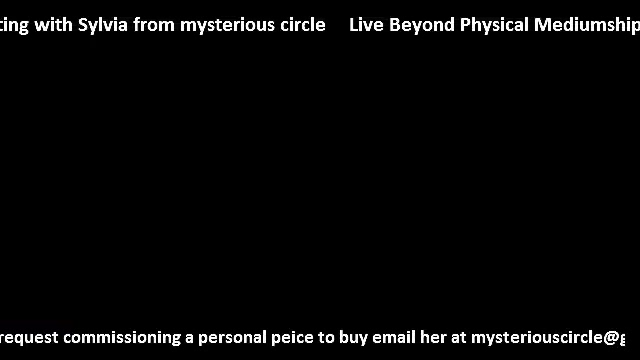 ting with Sylvia from mysterious circle Live Beyond Physical Mediumship
request commissioning a personal peice to buy email her at mysteriouscircle@g